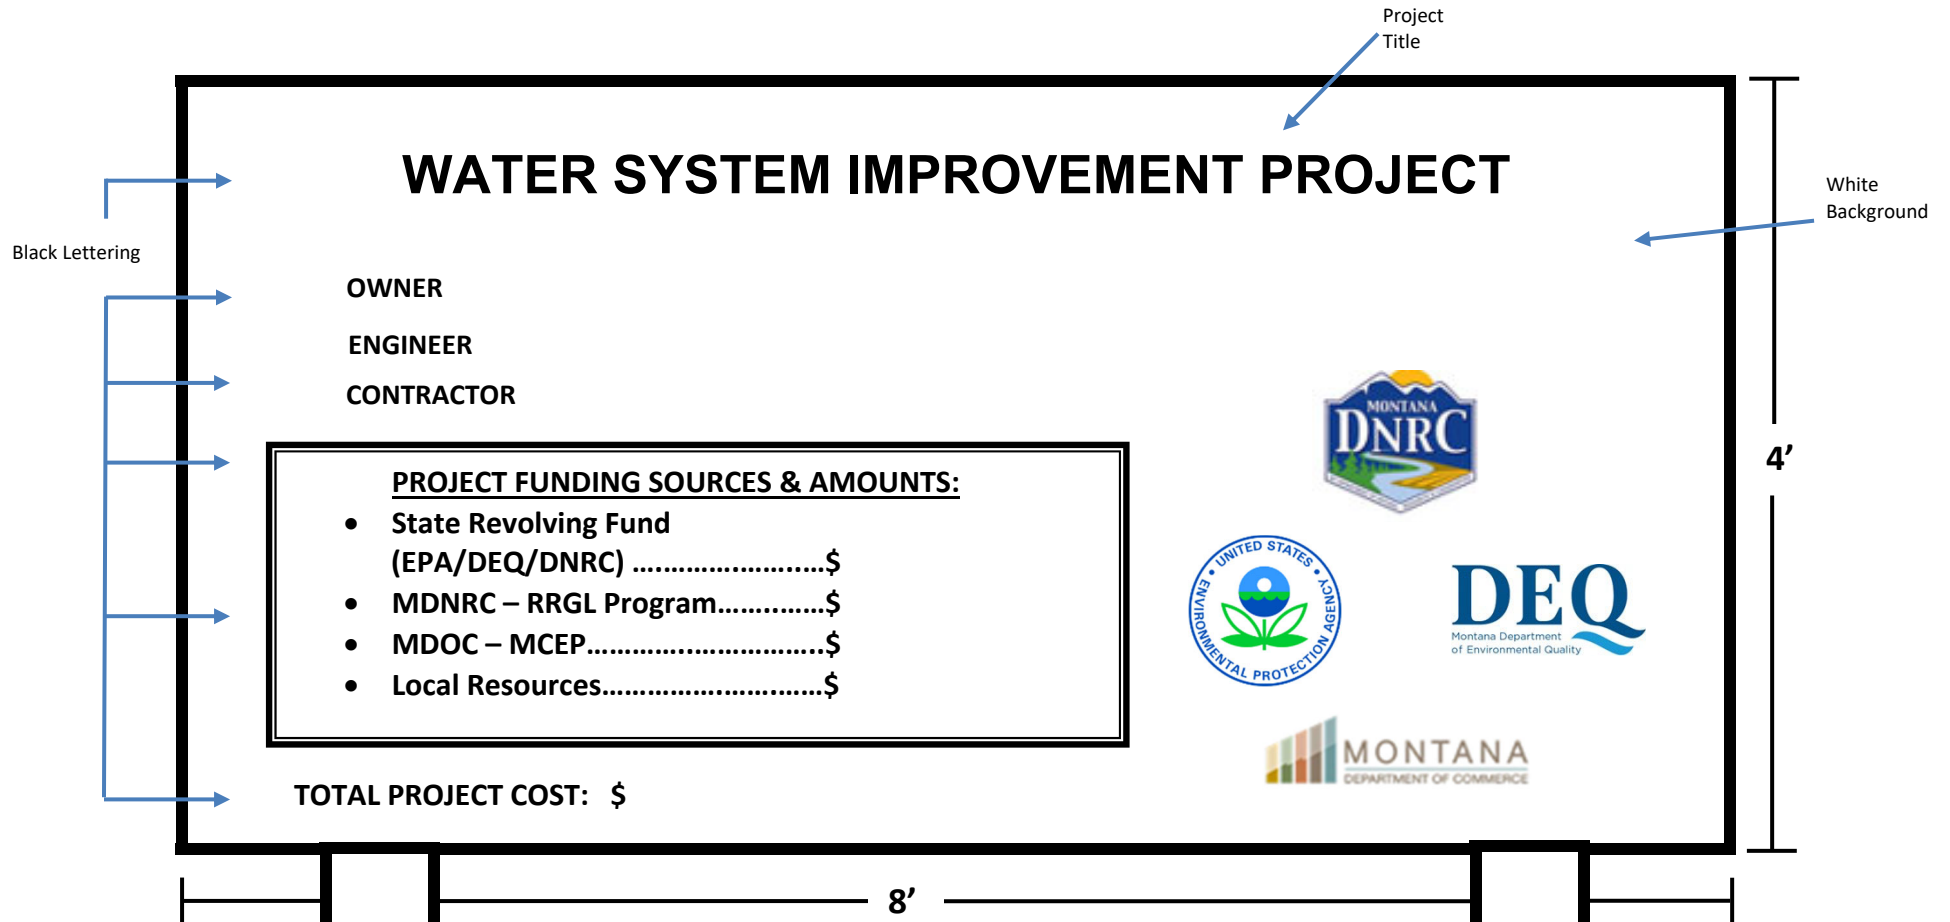 Project
Title
WATER SYSTEM IMPROVEMENT PROJECT
White
Background
Black Lettering
OWNER
ENGINEER
CONTRACTOR
PROJECT FUNDING SOURCES & AMOUNTS:
• State Revolving Fund
(EPA/DEQ/DNRC) ….……….……..…..$
• MDNRC – RRGL Program……..……$
• MDOC – MCEP…………..……………..$
• Local Resources…………….…….……$
TOTAL PROJECT COST: $
MONTANA
DNRC
UNITED STATES
ENVIRONMENTAL PROTECTION AGENCY
DEQ
Montana Department
of Environmental Quality
MONTANA
DEPARTMENT OF COMMERCE
4’
8’